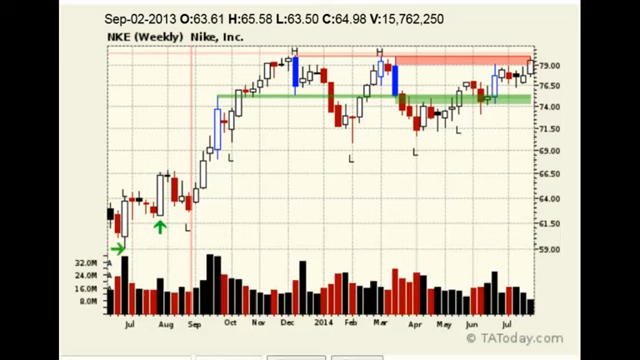 Sep-02-2013 O:63.61 H:65.58 L:63.50 C:64.98 V:15,762,250
NKE (Weekly) Nike, Inc.
H H
79.00
76.50
74.00
71.50
L L L L
69.00
66.50
64.00
L
61.50
59.00
32.0M A
24.0M A
16.0M A
8.0M
Jul Aug Sep Oct Nov Dec 2014 Feb Mar Apr May Jun Jul
© TAToday.com